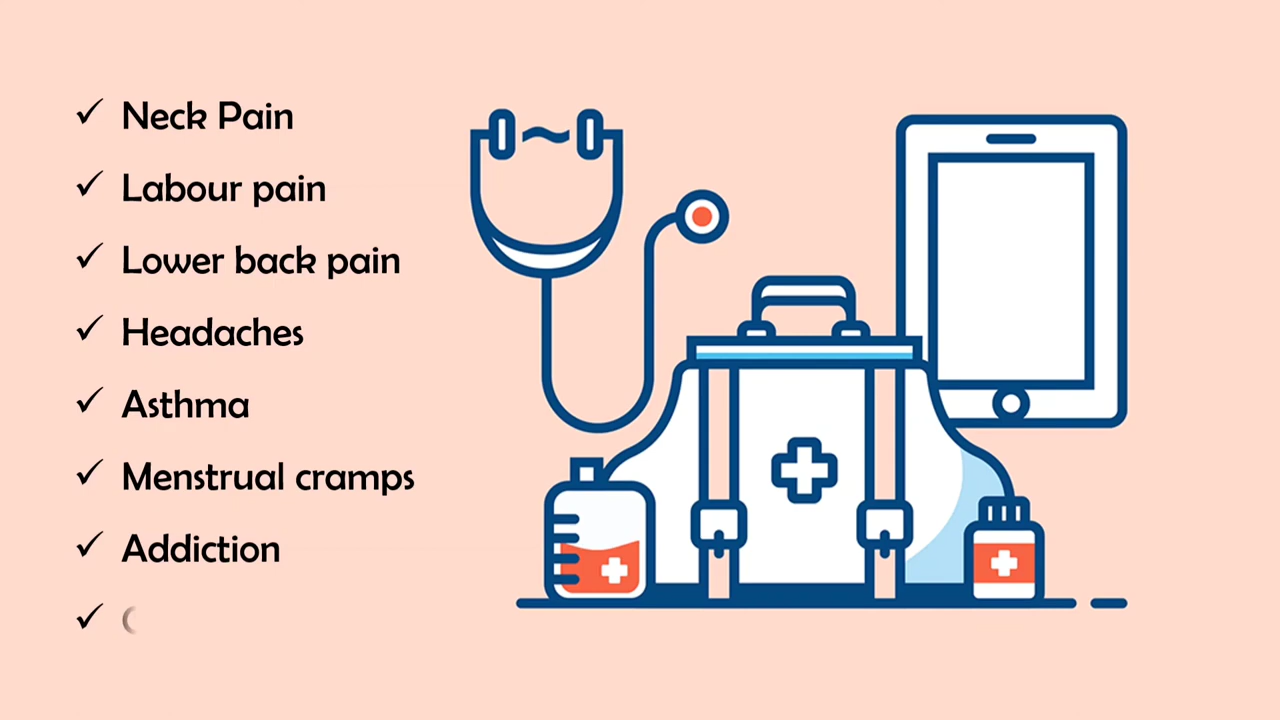 ✓ Neck Pain
✓ Labour pain
✓ Lower back pain
✓ Headaches
✓ Asthma
✓ Menstrual cramps
✓ Addiction
✓